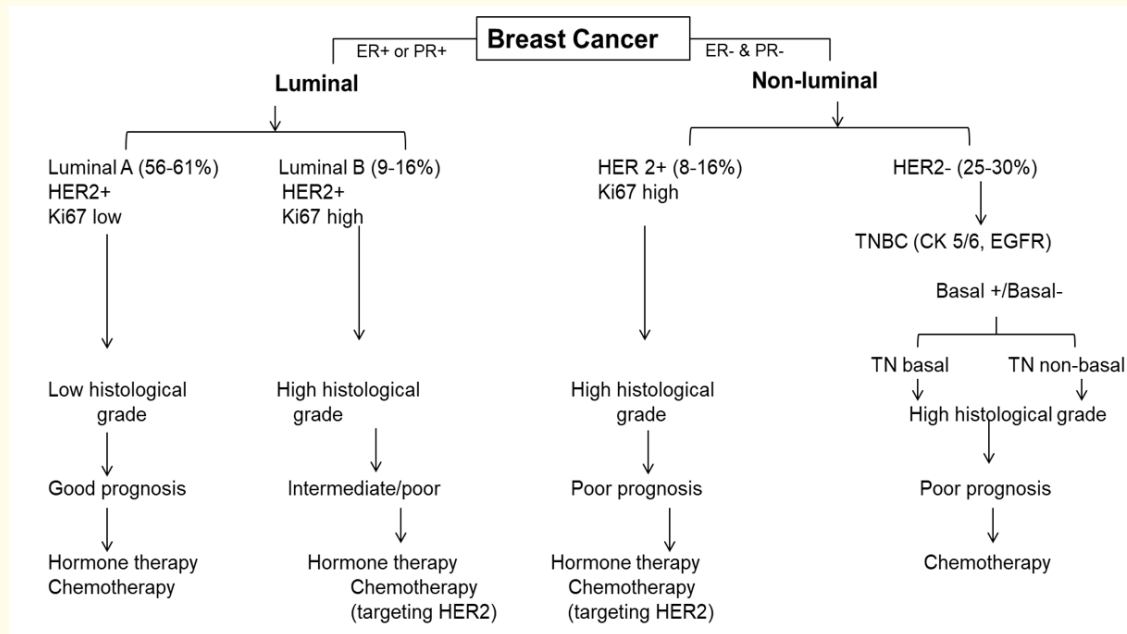 Breast Cancer
ER+ or PR+
ER- & PR-
Luminal
Non-luminal
Luminal A (56-61%)
HER2+
Ki67 low
Luminal B (9-16%)
HER2+
Ki67 high
HER 2+ (8-16%)
Ki67 high
HER2- (25-30%)
TNBC (CK 5/6, EGFR)
Basal +/Basal-
TN basal
TN non-basal
Low histological
grade
High histological
grade
High histological
grade
High histological grade
Good prognosis
Intermediate/poor
Poor prognosis
Poor prognosis
Hormone therapy
Chemotherapy
Hormone therapy
Chemotherapy
(targeting HER2)
Hormone therapy
Chemotherapy
(targeting HER2)
Chemotherapy